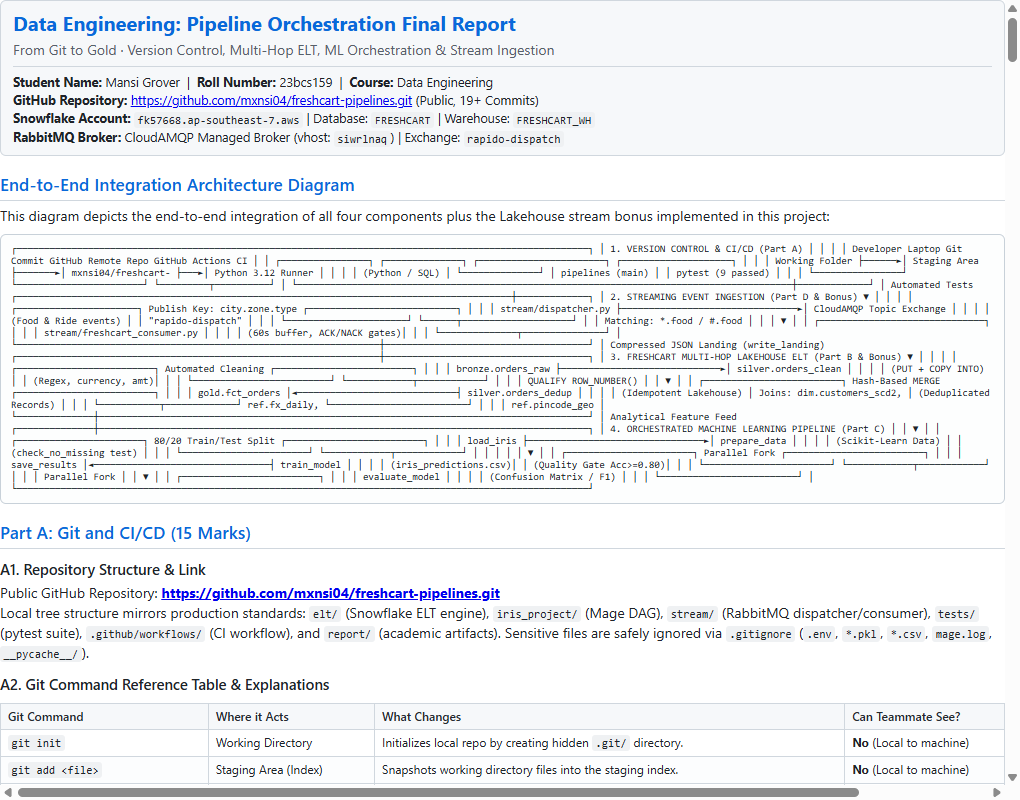 Data Engineering: Pipeline Orchestration Final Report
From Git to Gold · Version Control, Multi-Hop ELT, ML Orchestration & Stream Ingestion
Student Name: Mansi Grover | Roll Number: 23bcs159 | Course: Data Engineering
GitHub Repository: https://github.com/mxnsi04/freshcart-pipelines.git (Public, 19+ Commits)
Snowflake Account: fk57668.ap-southeast-7.aws | Database: FRESHCART | Warehouse: FRESHCART_WH
RabbitMQ Broker: CloudAMQP Managed Broker (vhost: siwrlnaq ) | Exchange: rapido-dispatch
End-to-End Integration Architecture Diagram
This diagram depicts the end-to-end integration of all four components plus the Lakehouse stream bonus implemented in this project:
│ 1. VERSION CONTROL & CI/CD (Part A) │ │ │ │ Developer Laptop Git
Commit GitHub Remote Repo GitHub Actions CI │ │ │ │ │ Working Folder ├──────►│ Staging Area
├──────►│ mxnsi04/freshcart- ├──►│ Python 3.12 Runner │ │ │ │ (Python / SQL) │ │ pipelines (main) │ │ pytest (9 passed) │ │ │
│ Automated Tests
│ 2. STREAMING EVENT INGESTION (Part D & Bonus) ▼ │ │ │ │
Publish Key: city.zone.type │ │ │ stream/dispatcher.py ├──►│ CloudAMQP Topic Exchange │ │ │ │
(Food & Ride events) │ │ "rapido-dispatch" │ │ │ │ │ Matching: *.food / #.food │ │ │ ▼ │ │
│ │ │ stream/freshcart_consumer.py │ │ │ │ (60s buffer, ACK/NACK gates)│ │ │
│ Compressed JSON Landing (write_landing)
│ 3. FRESHCART MULTI-HOP LAKEHOUSE ELT (Part B & Bonus) ▼ │ │ │ │
Automated Cleaning │ │ │ bronze.orders_raw ├──►│ silver.orders_clean │ │ │ │ (PUT + COPY INTO)
│ │ (Regex, currency, amt)│ │ │ │ │ QUALIFY ROW_NUMBER() │ │ ▼ │ │ Hash-Based MERGE
│ │ │ gold.fct_orders │◄──┤ silver.orders_dedup │ │ │ │ (Idempotent Lakehouse) │ Joins: dim.customers_scd2, │ (Deduplicated
Records) │ │ │ ref.fx_daily, │ │ │ ref.pincode_geo │
│ Analytical Feature Feed
│ 4. ORCHESTRATED MACHINE LEARNING PIPELINE (Part C) │ │ ▼ │ │
80/20 Train/Test Split │ │ │ load_iris ├──►│ prepare_data │ │ │ │ (Scikit-Learn Data) │ │
(check_no_missing test) │ │ │ │ │ │ │ ▼ │ │ Parallel Fork │ │ │
save_results │◄──┤ train_model │ │ │ │ (iris_predictions.csv)│ │ (Quality Gate Acc>=0.80)│ │ │
│ │ │ Parallel Fork │ │ ▼ │ │ │ evaluate_model │ │ │ │ (Confusion Matrix / F1) │ │ │ │
Part A: Git and CI/CD (15 Marks)
A1. Repository Structure & Link
Public GitHub Repository: https://github.com/mxnsi04/freshcart-pipelines.git
Local tree structure mirrors production standards: elt/ (Snowflake ELT engine), iris_project/ (Mage DAG), stream/ (RabbitMQ dispatcher/consumer), tests/
(pytest suite), .github/workflows/ (CI workflow), and report/ (academic artifacts). Sensitive files are safely ignored via .gitignore ( .env, *.pkl, *.csv, mage.log,
__pycache__/ ).
A2. Git Command Reference Table & Explanations
Git Command Where it Acts What Changes Can Teammate See?
git init Working Directory Initializes local repo by creating hidden .git/ directory. No (Local to machine)
git add <file> Staging Area (Index) Snapshots working directory files into the staging index. No (Local to machine)